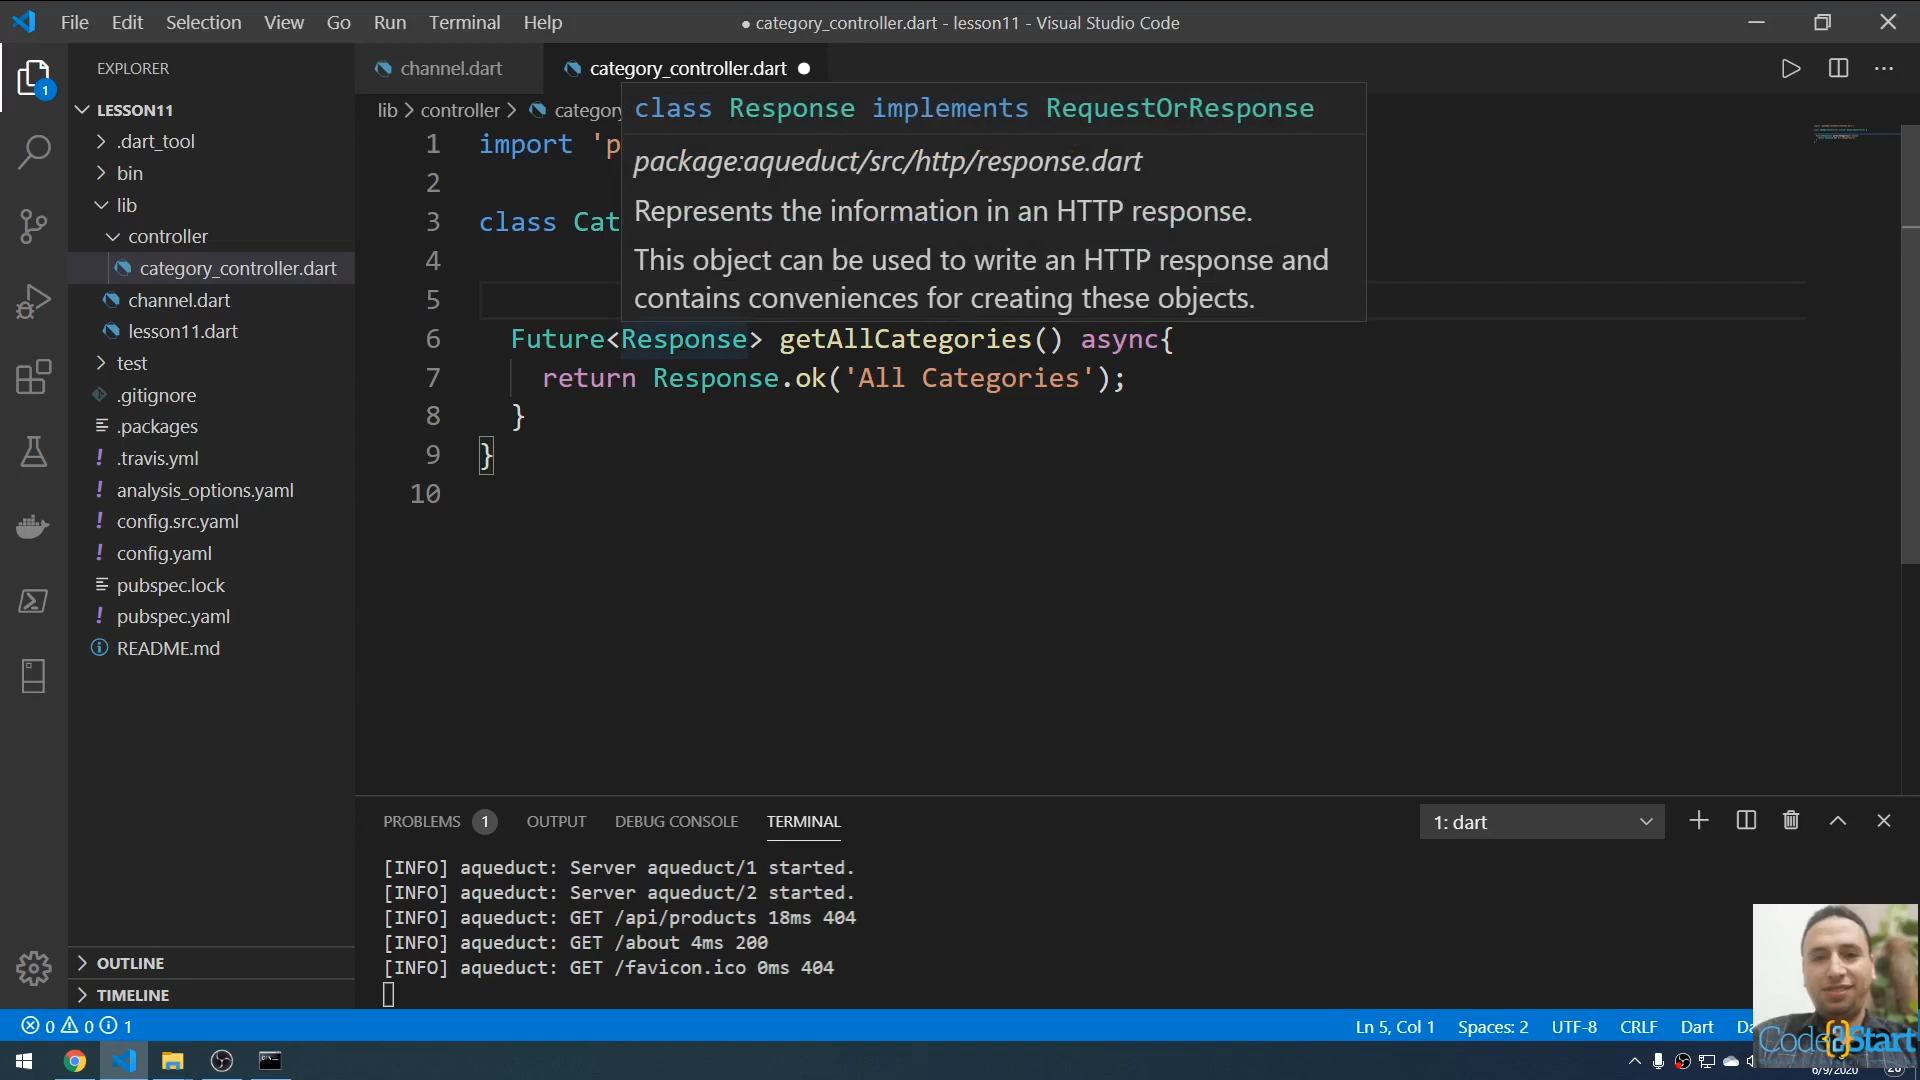 File Edit Selection View Go Run Terminal Help
● category_controller.dart - lesson11 - Visual Studio Code
EXPLORER
channel.dart
category_controller.dart ●
LESSON11
.dart_tool
bin
lib
controller
category_controller.dart
channel.dart
lesson11.dart
test
.gitignore
.packages
.travis.yml
analysis_options.yaml
config.src.yaml
config.yaml
pubspec.lock
pubspec.yaml
README.md
OUTLINE
TIMELINE
1
lib > controller > category
class Response implements RequestOrResponse
package:aqueduct/src/http/response.dart
Represents the information in an HTTP response.
This object can be used to write an HTTP response and
contains conveniences for creating these objects.
1 import 'p
2
3 class Cat
4
5
6 Future<Response> getAllCategories() async{
7 return Response.ok('All Categories');
8 }
9 }
10
PROBLEMS 1 OUTPUT DEBUG CONSOLE TERMINAL
1: dart
[INFO] aqueduct: Server aqueduct/1 started.
[INFO] aqueduct: Server aqueduct/2 started.
[INFO] aqueduct: GET /api/products 18ms 404
[INFO] aqueduct: GET /about 4ms 200
[INFO] aqueduct: GET /favicon.ico 0ms 404
0 0 1
Ln 5, Col 1 Spaces: 2 UTF-8 CRLF Dart Da
Code{2}Start
6/9/2020